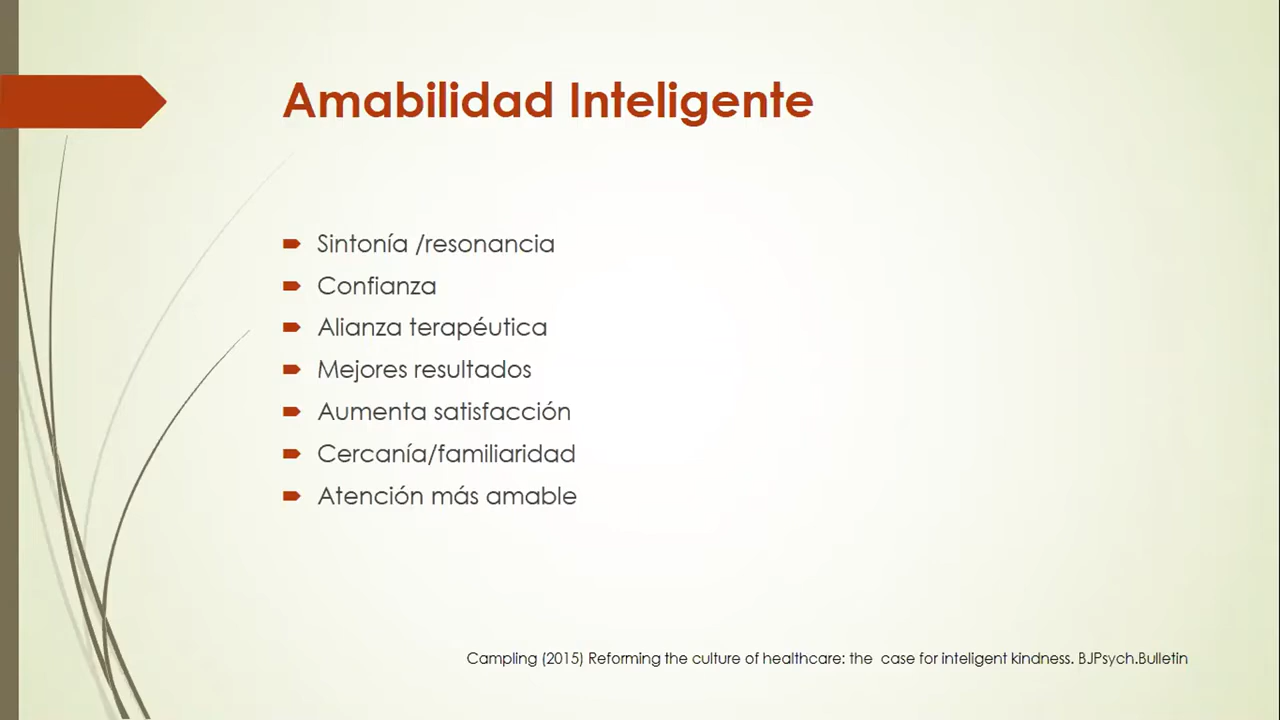 Amabilidad Inteligente
Sintonía /resonancia
Confianza
Alianza terapéutica
Mejores resultados
Aumenta satisfacción
Cercanía/familiaridad
Atención más amable
Campling (2015) Reforming the culture of healthcare: the  case for inteligent kindness. BJPsych.Bulletin